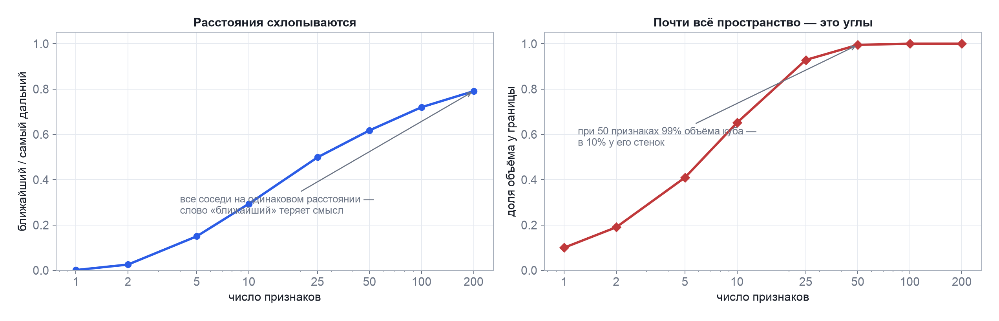 Расстояния схлопываются
ближайший / самый дальний
1.0
0.8
0.6
0.4
0.2
0.0
все соседи на одинаковом расстоянии —
слово «ближайший» теряет смысл
1 2 5 10 25 50 100 200
число признаков
Почти всё пространство — это углы
доля объёма у границы
1.0
0.8
0.6
0.4
0.2
0.0
при 50 признаках 99% объёма куба —
в 10% у его стенок
1 2 5 10 25 50 100 200
число признаков